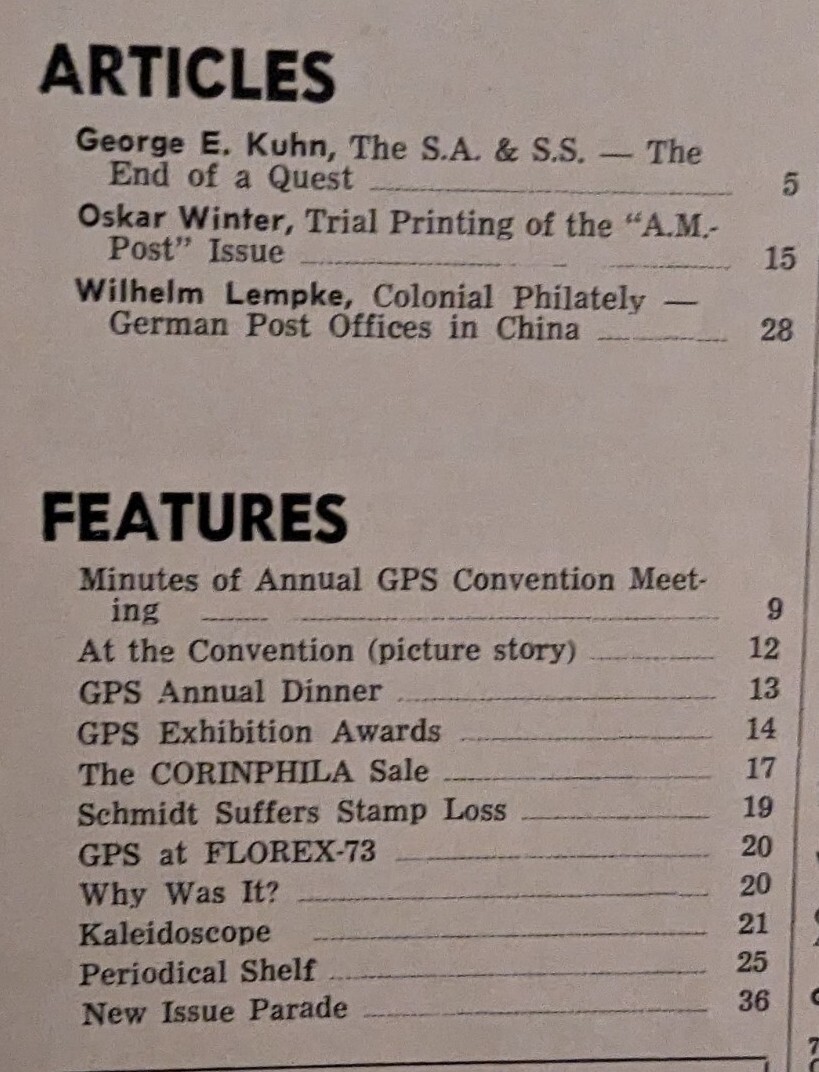 ARTICLES
George E. Kuhn, The S.A. & S.S. — The
End of a Quest 5
Oskar Winter, Trial Printing of the “A.M.-
Post” Issue 15
Wilhelm Lempke, Colonial Philately —
German Post Offices in China 28
FEATURES
Minutes of Annual GPS Convention Meet-
ing 9
At the Convention (picture story) 12
GPS Annual Dinner 13
GPS Exhibition Awards 14
The CORINPHILA Sale 17
Schmidt Suffers Stamp Loss 19
GPS at FLOREX-73 20
Why Was It? 20
Kaleidoscope 21
Periodical Shelf 25
New Issue Parade 36